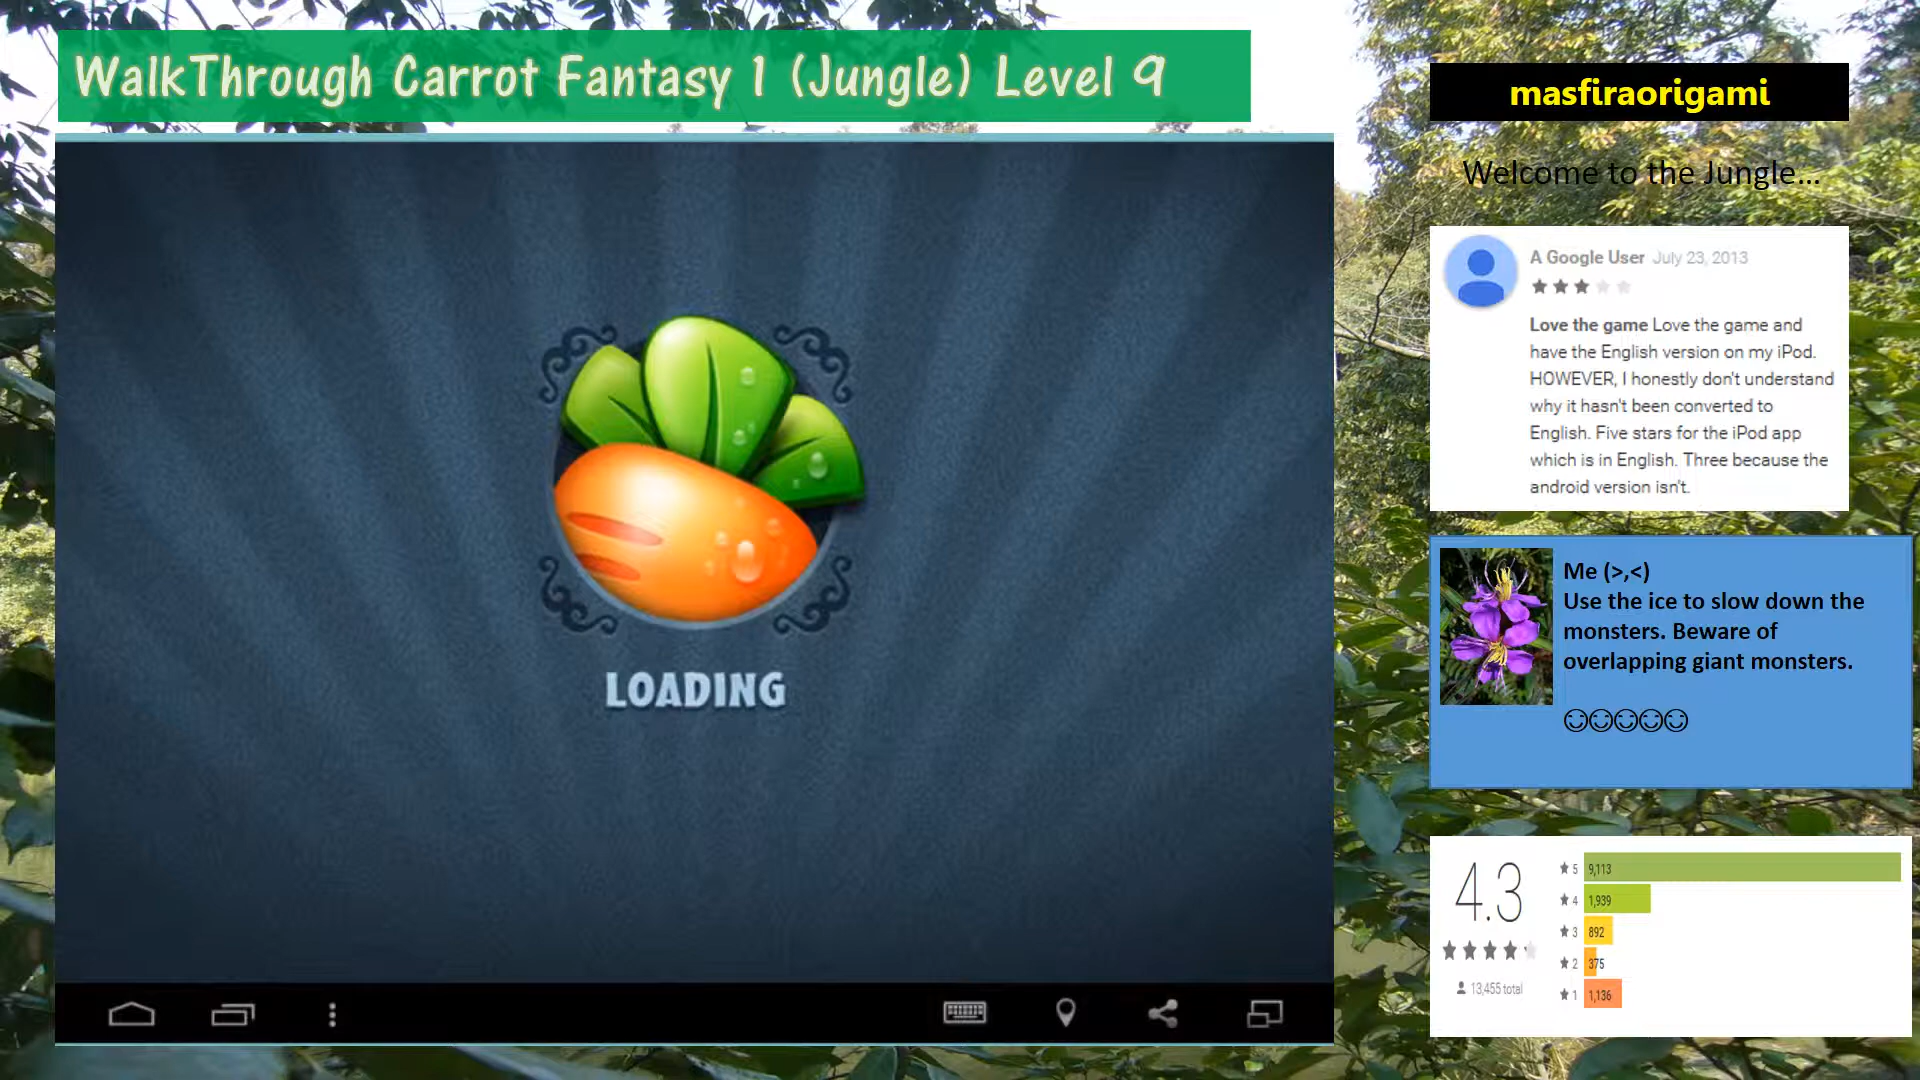 WalkThrough Carrot Fantasy 1 (Jungle) Level 9
masfiraorigami
Welcome to the Jungle...
A Google User July 23, 2013
Love the game Love the game and
have the English version on my iPod.
HOWEVER, I honestly don't understand
why it hasn't been converted to
English. Five stars for the iPod app
which is in English. Three because the
android version isn't.
Me (>,<)
Use the ice to slow down the
monsters. Beware of
overlapping giant monsters.
☺☺☺☺☺
LOADING
4.3
13,455 total
★ 5 9,113
★ 4 1,939
★ 3 892
★ 2 375
★ 1 1,136